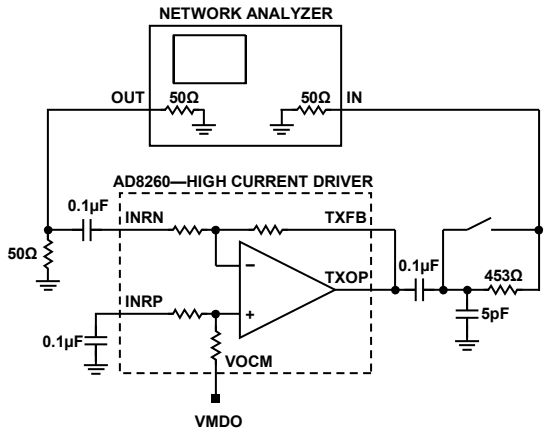 NETWORK ANALYZER
OUT
50Ω
50Ω
IN
AD8260—HIGH CURRENT DRIVER
0.1µF
INRN
TXFB
50Ω
TXOP
0.1µF
453Ω
INRP
5pF
0.1µF
VOCM
VMDO
−
+